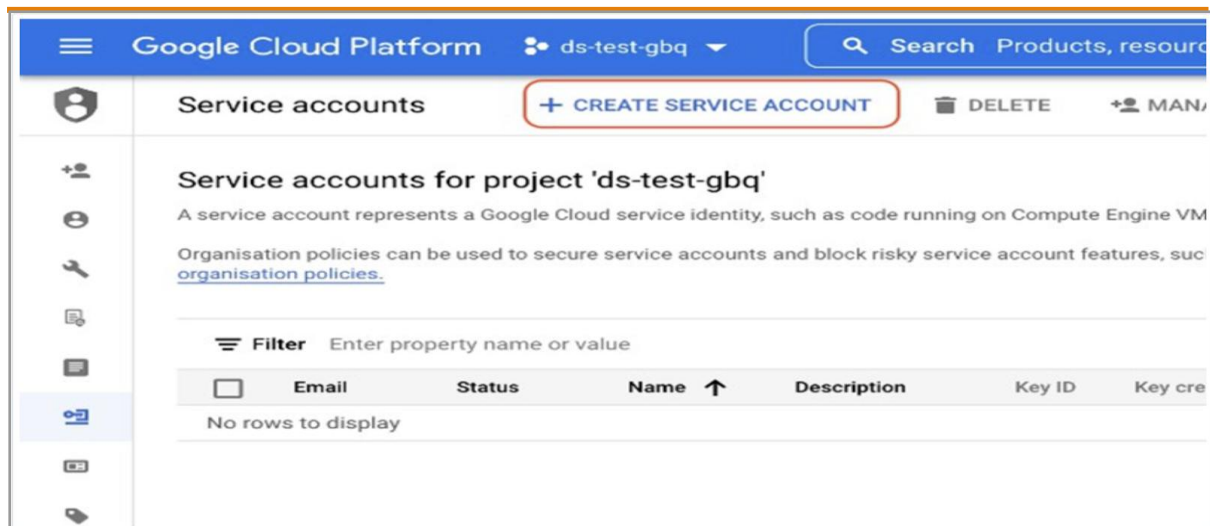 Google Cloud Platform ds-test-gbq Search Products, resourc
Service accounts + CREATE SERVICE ACCOUNT DELETE MANA
Service accounts for project 'ds-test-gbq'
A service account represents a Google Cloud service identity, such as code running on Compute Engine VM
Organisation policies can be used to secure service accounts and block risky service account features, suc
organisation policies.
Filter Enter property name or value
Email Status Name Description Key ID Key cre
No rows to display